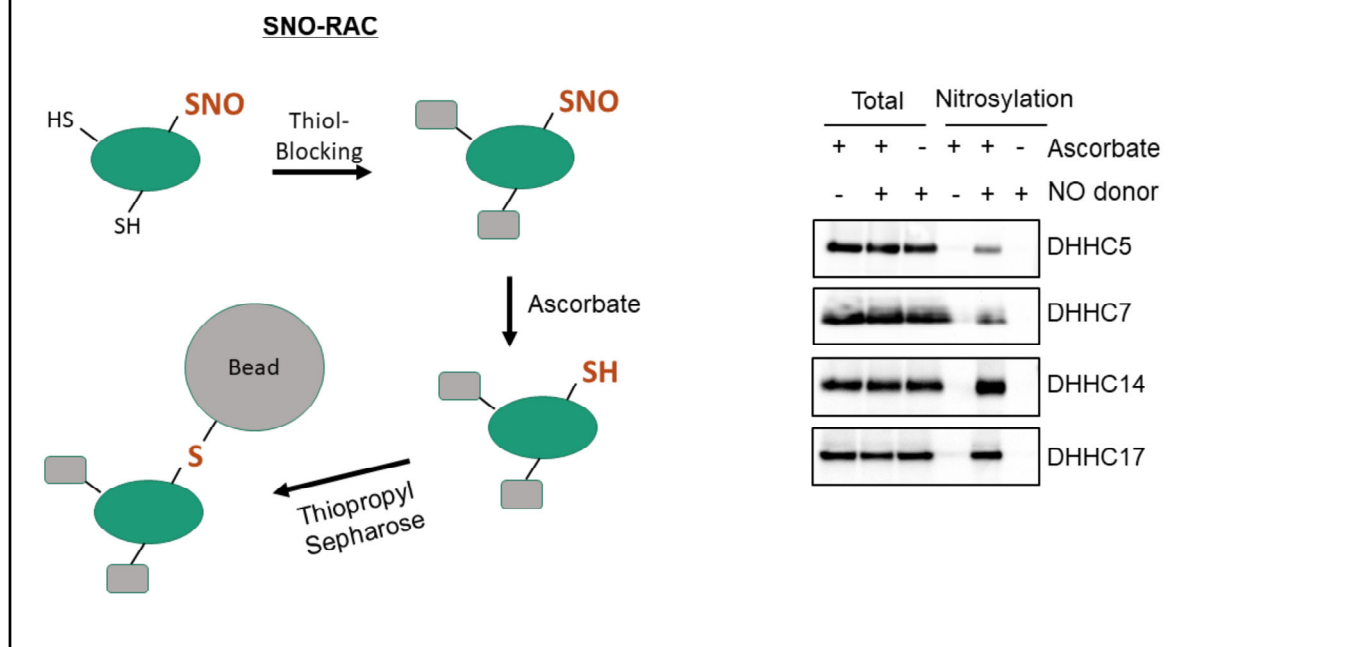 SNO-RAC
HS
SNO
SH
Thiol-
Blocking
SNO
Ascorbate
SH
Thiopropyl
Sepharose
Bead
S
Total Nitrosylation
+ + - + + - Ascorbate
- + + - + + NO donor
DHHC5
DHHC7
DHHC14
DHHC17